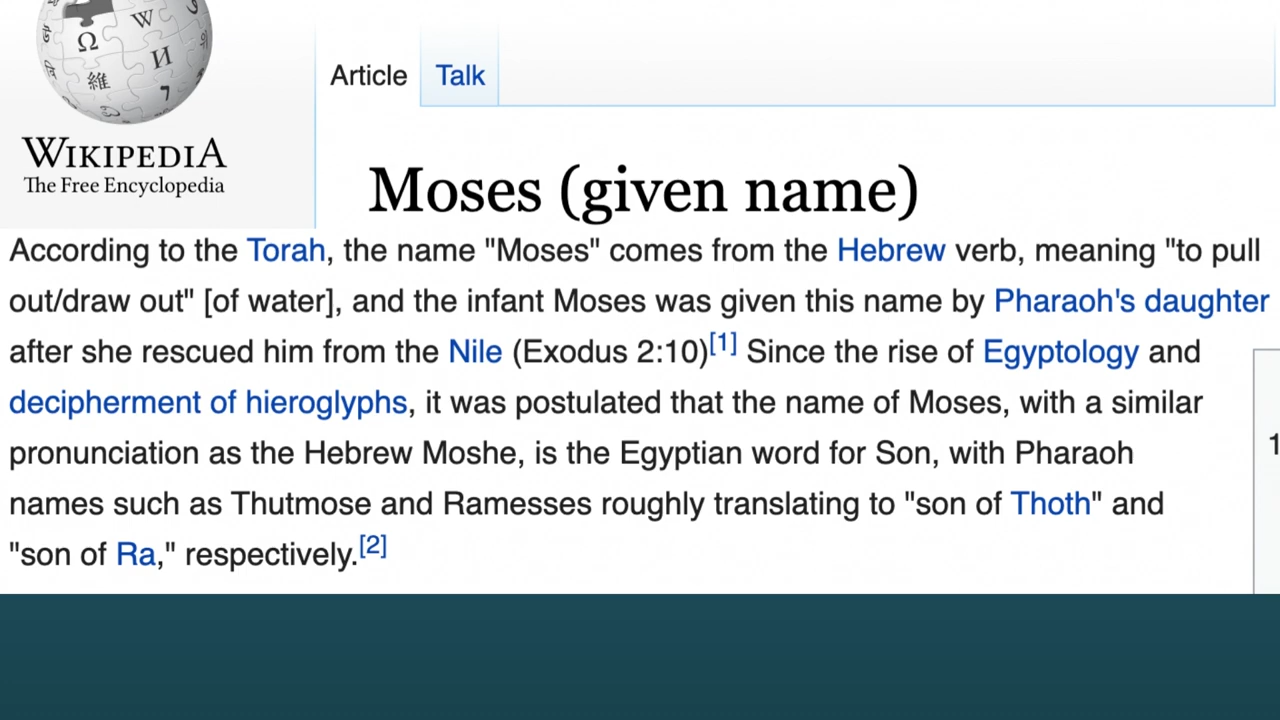 Ω W И 維 7
WIKIPEDIA
The Free Encyclopedia
Article Talk
Moses (given name)
According to the Torah, the name "Moses" comes from the Hebrew verb, meaning "to pull
out/draw out" [of water], and the infant Moses was given this name by Pharaoh's daughter
after she rescued him from the Nile (Exodus 2:10)[1] Since the rise of Egyptology and
decipherment of hieroglyphs, it was postulated that the name of Moses, with a similar
pronunciation as the Hebrew Moshe, is the Egyptian word for Son, with Pharaoh
names such as Thutmose and Ramesses roughly translating to "son of Thoth" and
"son of Ra," respectively.[2]
1